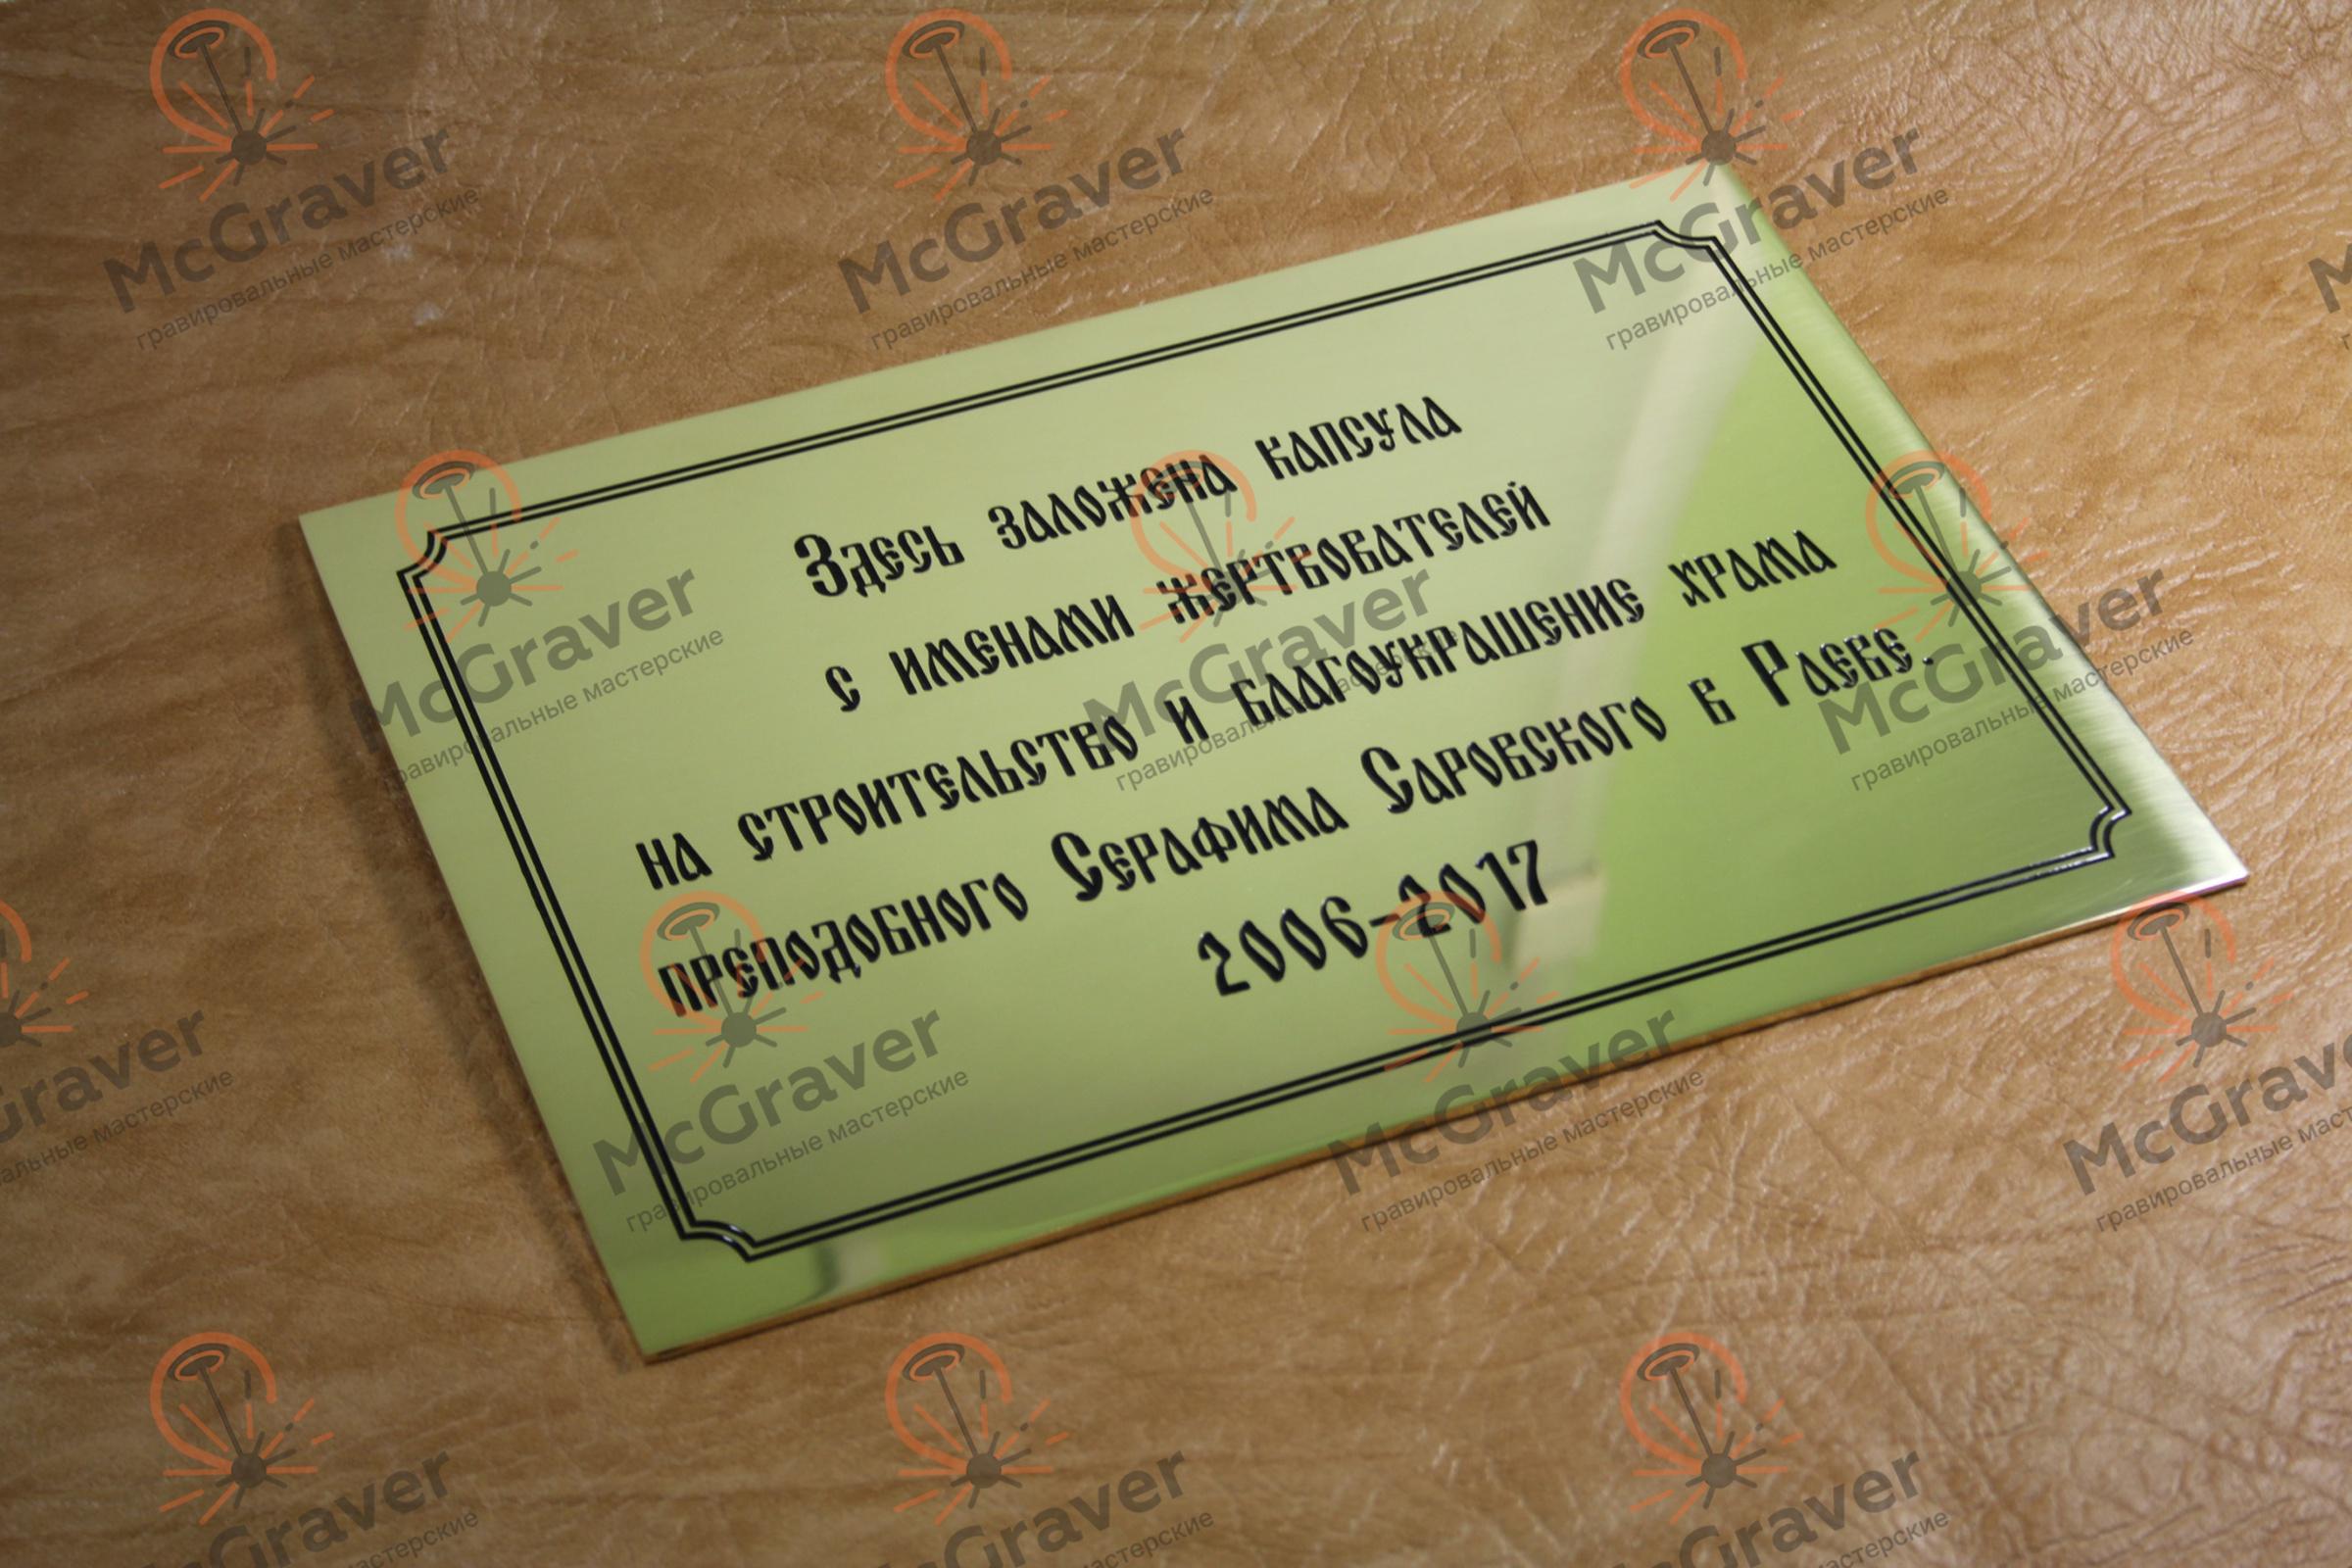 Здесь заложена капсула
с именами жертвователей
на строительство и благоукрашение храма
преподобного Серафима Саровского в Раеве.
2006-2017
McGraver
гравировальные мастерские